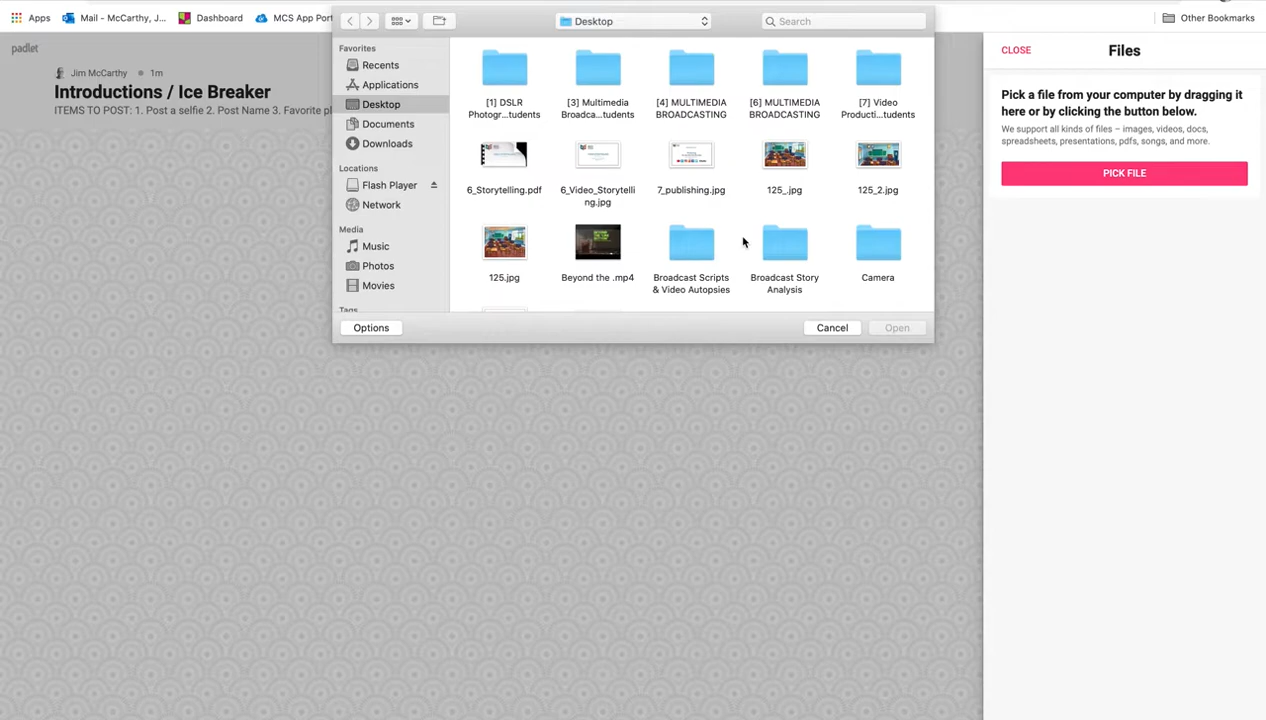 Apps
Mail - McCarthy, J...
Dashboard
MCS App Port
Other Bookmarks
padlet
Jim McCarthy
1m
Introductions / Ice Breaker
ITEMS TO POST: 1. Post a selfie 2. Post Name 3. Favorite pl
Desktop
Search
Favorites
Recents
Applications
Desktop
Documents
Downloads
Locations
Flash Player
Network
Media
Music
Photos
Movies
Tags
[1] DSLR
Photogr...tudents
[3] Multimedia
Broadca...tudents
[4] MULTIMEDIA
BROADCASTING
[6] MULTIMEDIA
BROADCASTING
[7] Video
Producti...tudents
6_Storytelling.pdf
6_Video_Storytelli
ng.jpg
7_publishing.jpg
125_.jpg
125_2.jpg
125.jpg
Beyond the .mp4
Broadcast Scripts
& Video Autopsies
Broadcast Story
Analysis
Camera
Options
Cancel
Open
CLOSE
Files
Pick a file from your computer by dragging it
here or by clicking the button below.
We support all kinds of files – images, videos, docs,
spreadsheets, presentations, pdfs, songs, and more.
PICK FILE